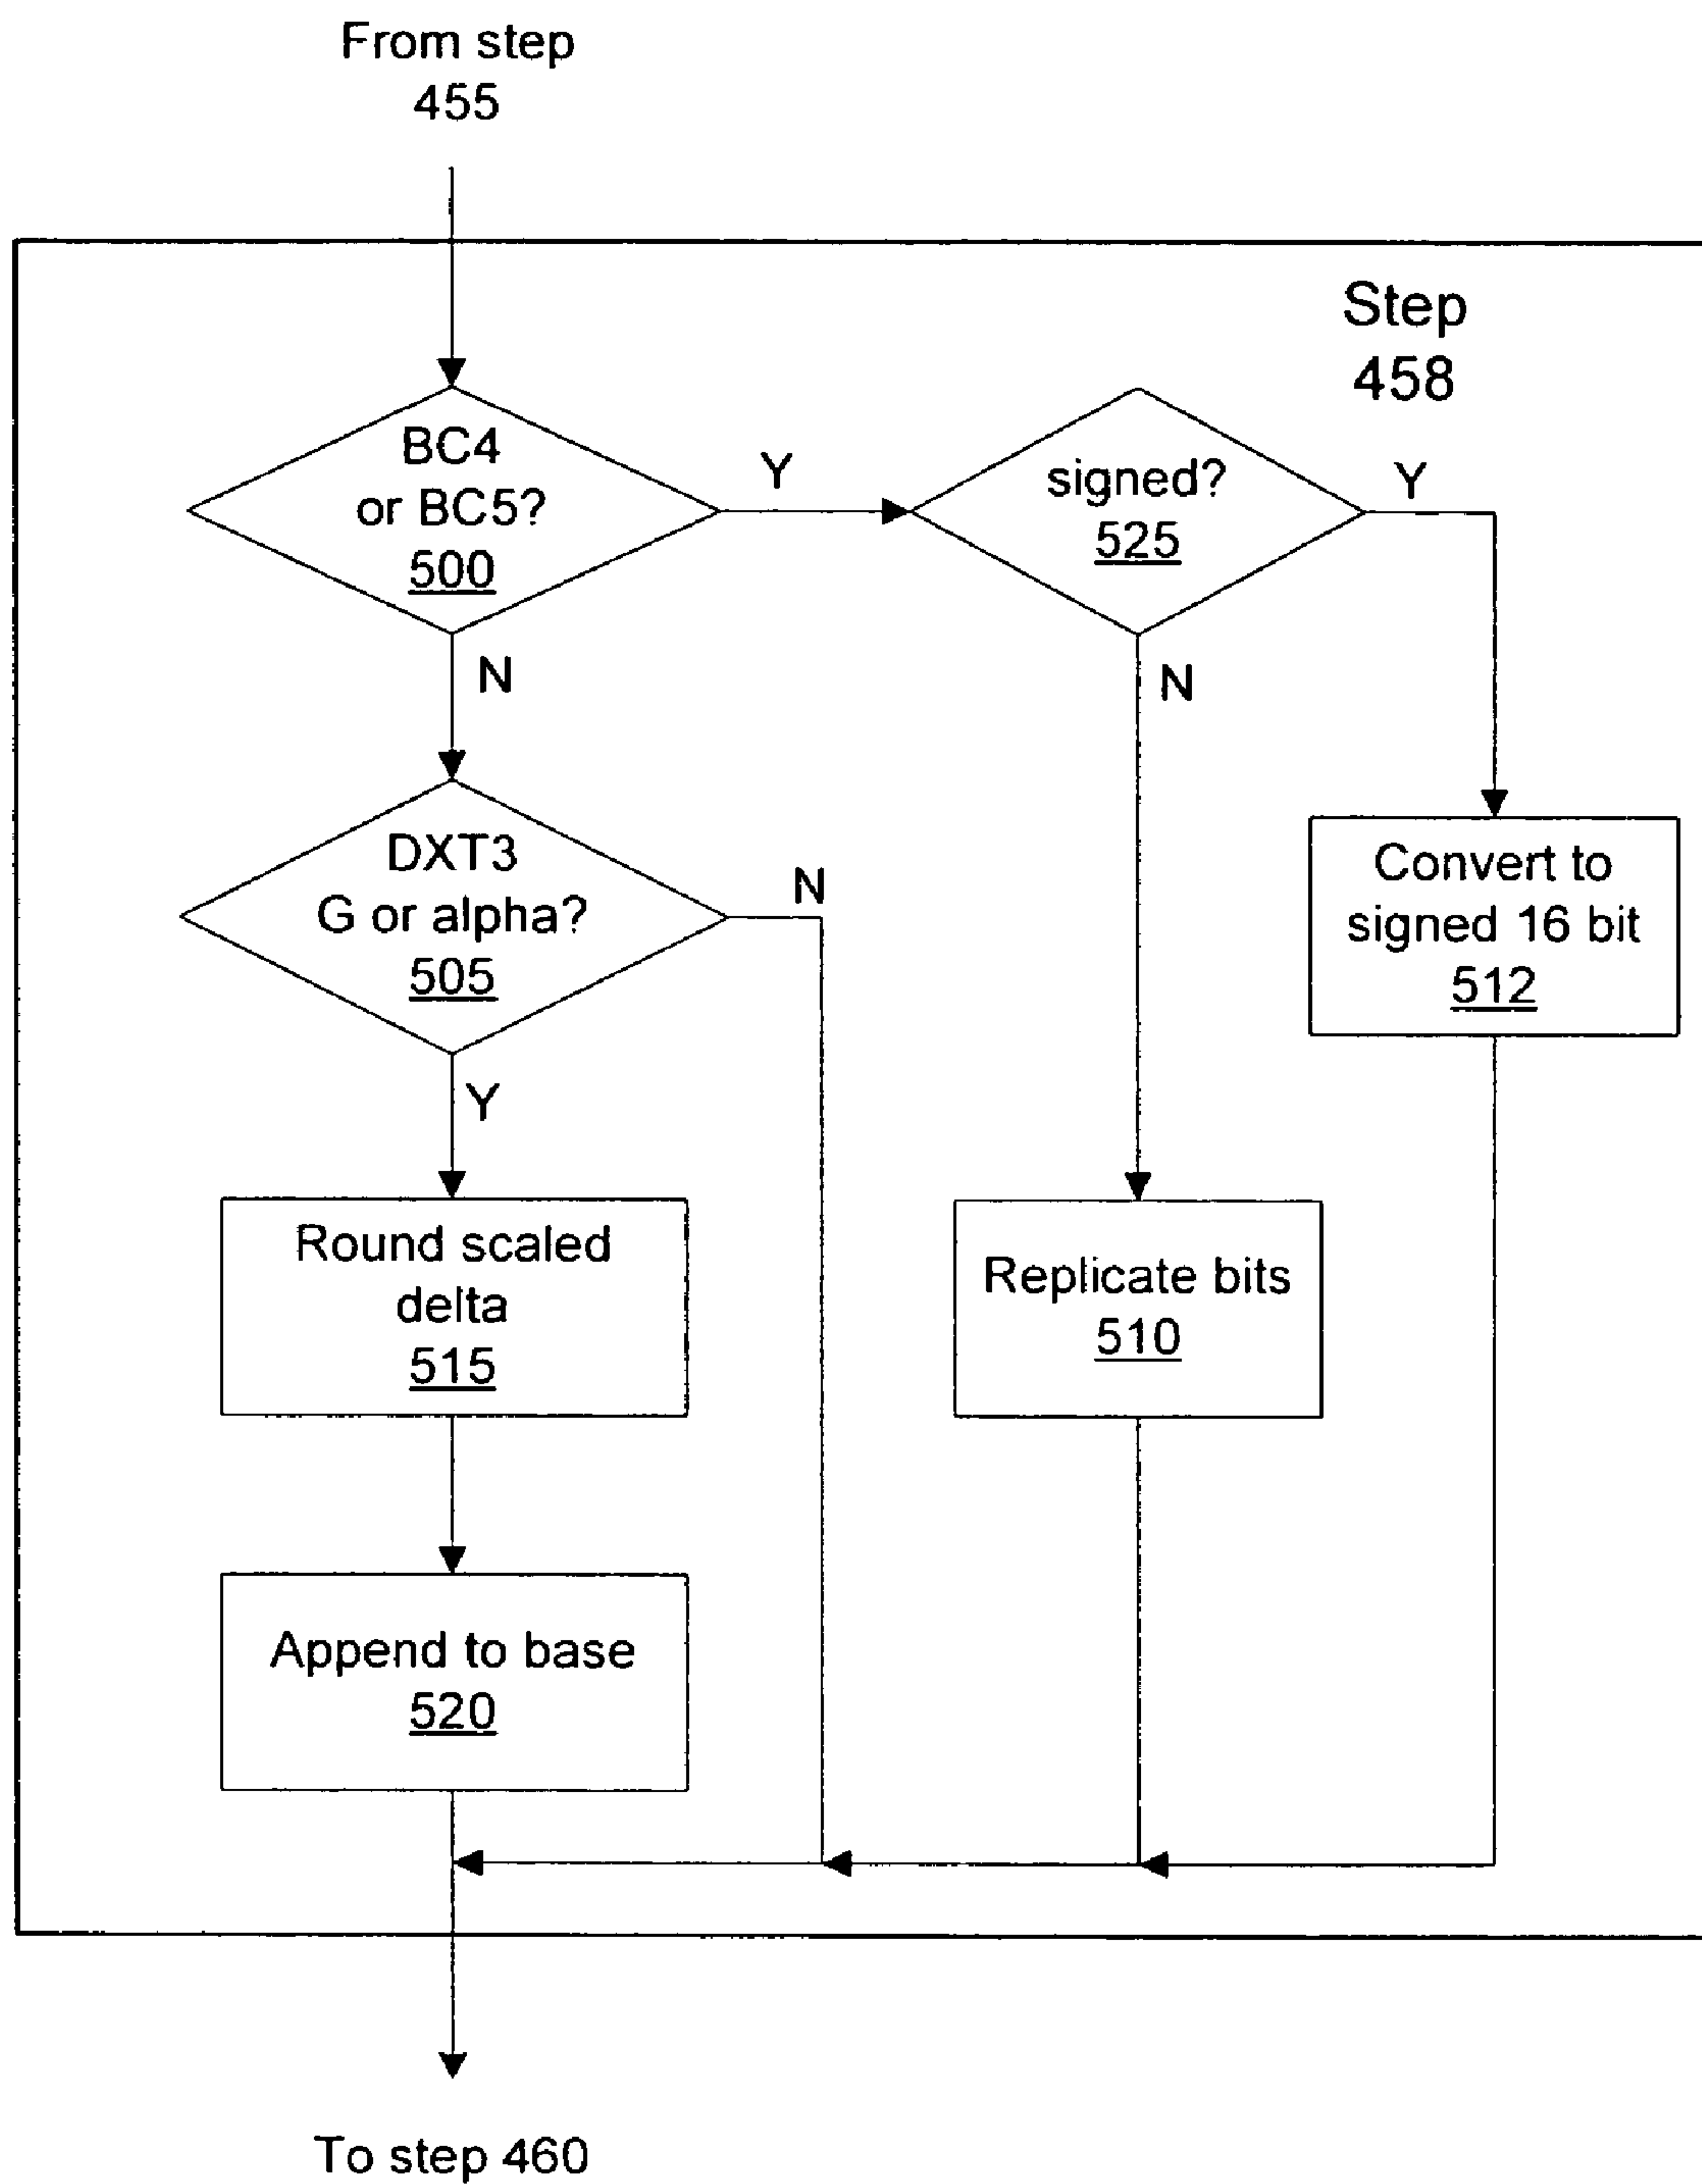 From step
455
Step
458
BC4
or BC5?
500
Y
signed?
525
Y
N
N
DXT3
G or alpha?
505
N
Convert to
signed 16 bit
512
Y
Round scaled
delta
515
Replicate bits
510
Append to base
520
To step 460